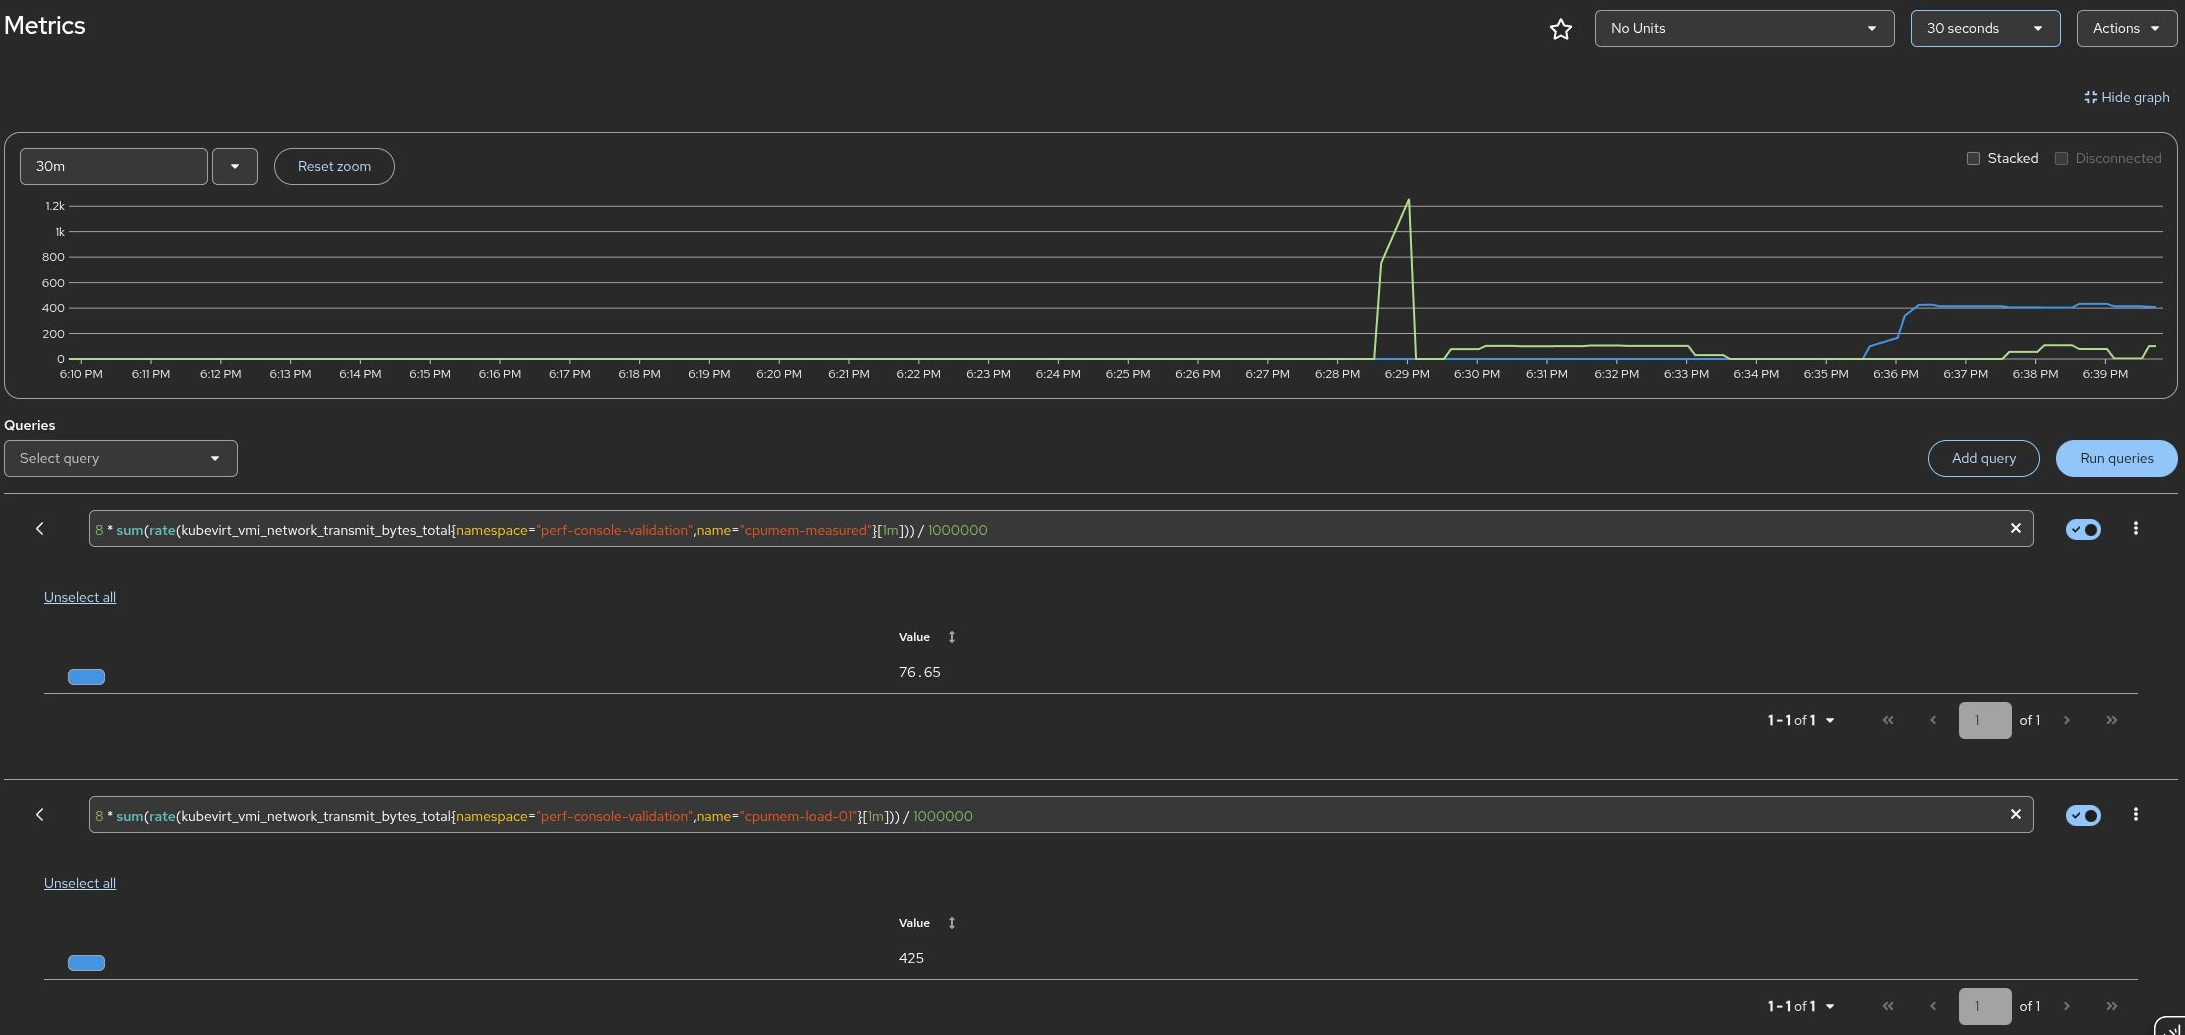 Metrics
No Units
30 seconds
Actions
Hide graph
30m
Reset zoom
Stacked
Disconnected
1.2k
1k
800
600
400
200
0
6:10 PM 6:11 PM 6:12 PM 6:13 PM 6:14 PM 6:15 PM 6:16 PM 6:17 PM 6:18 PM 6:19 PM 6:20 PM 6:21 PM 6:22 PM 6:23 PM 6:24 PM 6:25 PM 6:26 PM 6:27 PM 6:28 PM 6:29 PM 6:30 PM 6:31 PM 6:32 PM 6:33 PM 6:34 PM 6:35 PM 6:36 PM 6:37 PM 6:38 PM 6:39 PM
Queries
Select query
Add query
Run queries
8 * sum(rate(kubevirt_vmi_network_transmit_bytes_total{namespace="perf-console-validation",name="cpumem-measured"}[1m])) / 1000000
Unselect all
Value
76.65
1 - 1 of 1
1
of 1
8 * sum(rate(kubevirt_vmi_network_transmit_bytes_total{namespace="perf-console-validation",name="cpumem-load-01"}[1m])) / 1000000
Unselect all
Value
425
1 - 1 of 1
1
of 1